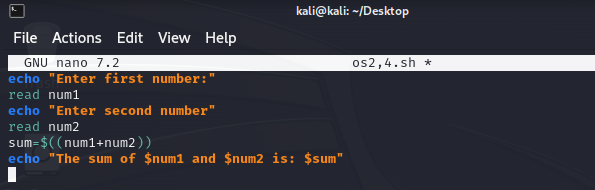 kali@kali: ~/Desktop
File Actions Edit View Help
GNU nano 7.2 os2,4.sh *
echo "Enter first number:"
read num1
echo "Enter second number"
read num2
sum=$((num1+num2))
echo "The sum of $num1 and $num2 is: $sum"